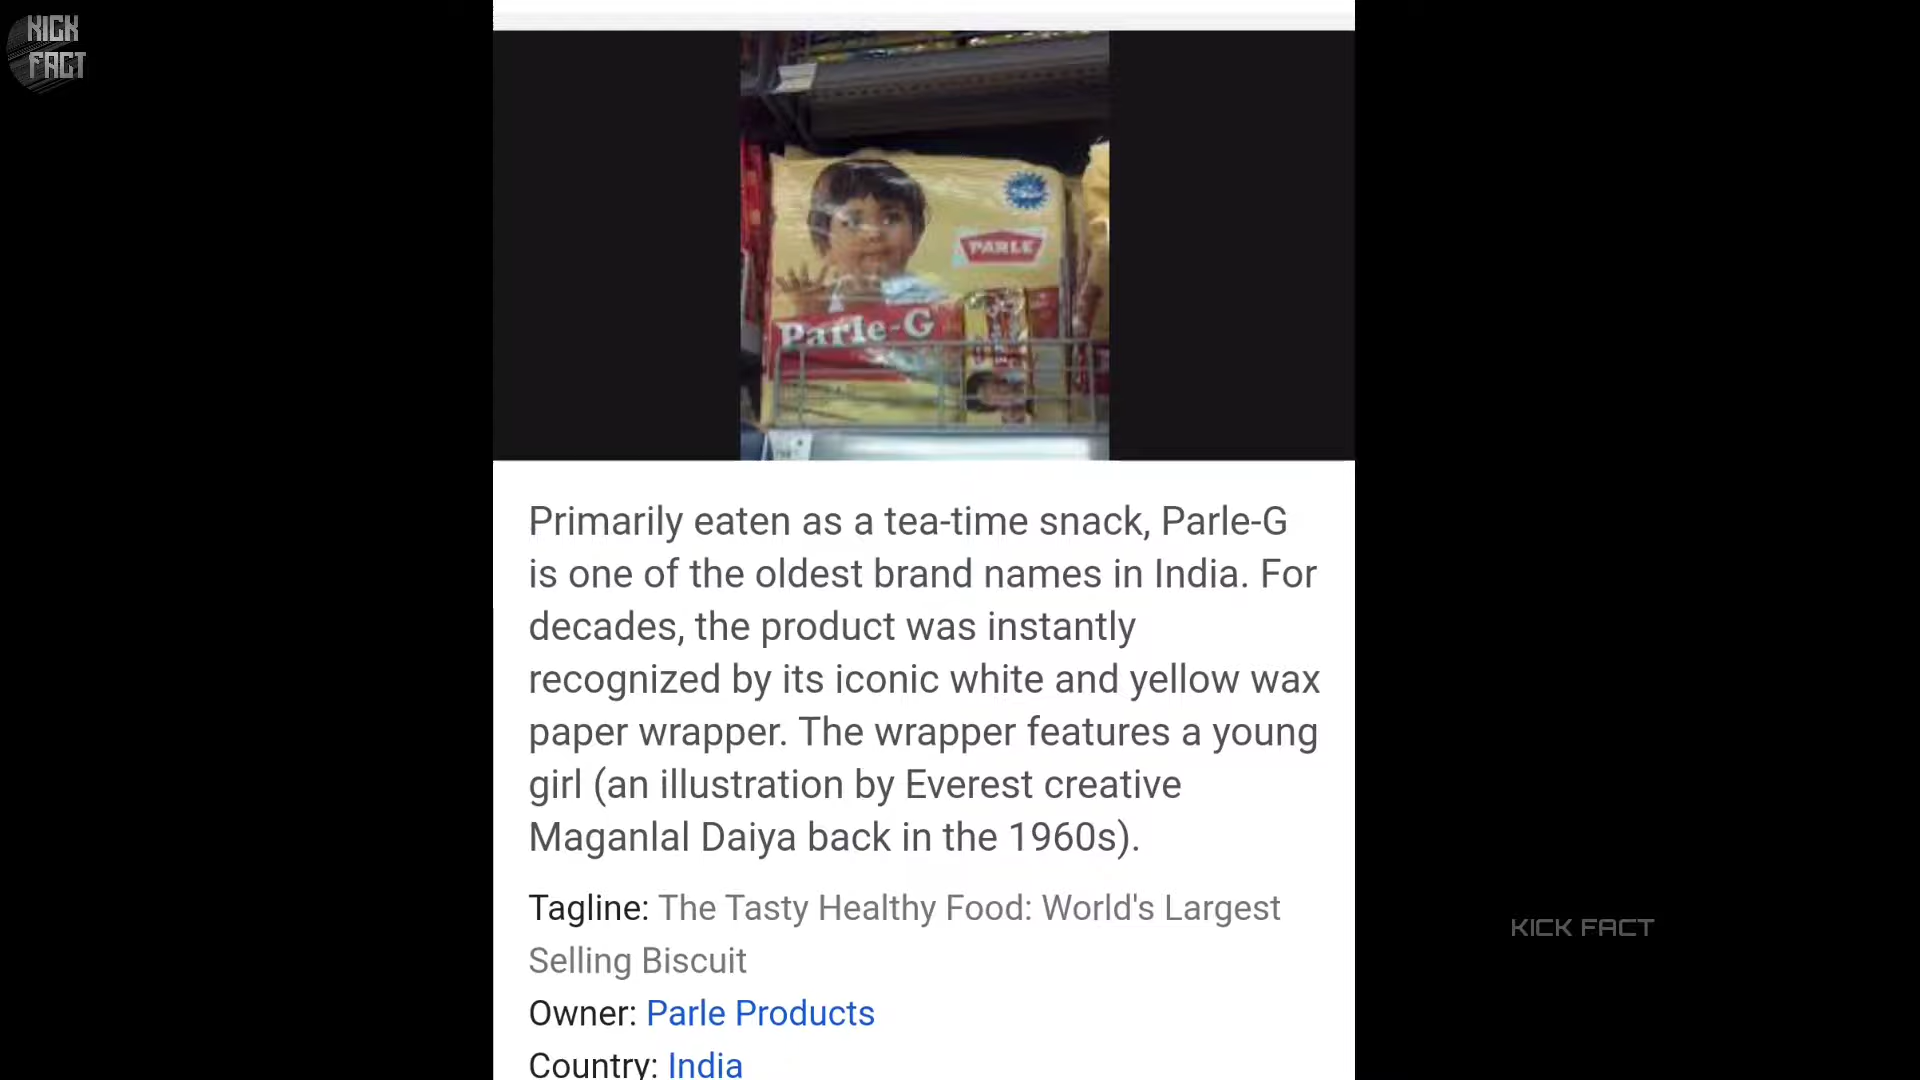 KICK
FACT
PARLE
Parle-G
Primarily eaten as a tea-time snack, Parle-G
is one of the oldest brand names in India. For
decades, the product was instantly
recognized by its iconic white and yellow wax
paper wrapper. The wrapper features a young
girl (an illustration by Everest creative
Maganlal Daiya back in the 1960s).
Tagline: The Tasty Healthy Food: World's Largest
Selling Biscuit
Owner: Parle Products
Country: India
KICK FACT